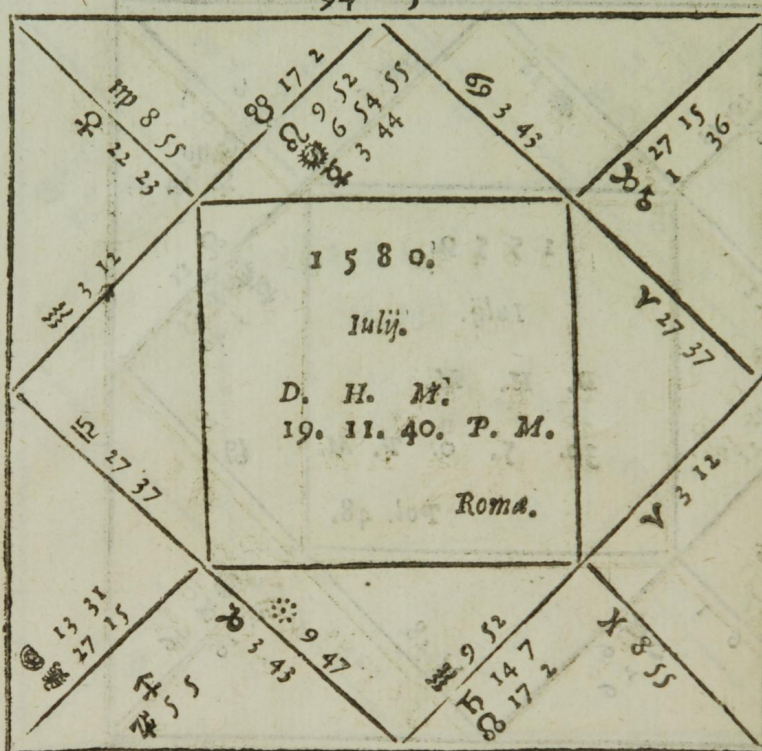 ♍ 8 55
♀ 22 23
☋ 17 2
♌ 9 52
☉ 6 54 55
☿ 3 44
♋ 3 43
♉ 27 15
♂ 1 36
♒ 3 12
♈ 27 37
1580.
Iulij.
D. H. M.
19. 11. 40. P. M.
Romæ.
♎ 27 37
♈ 3 12
13 31
27 15
♃
♐ 5 5
♑ 3 43
9 47
♒ 9 52
♄ 14 7
☊ 17 2
♓ 8 55